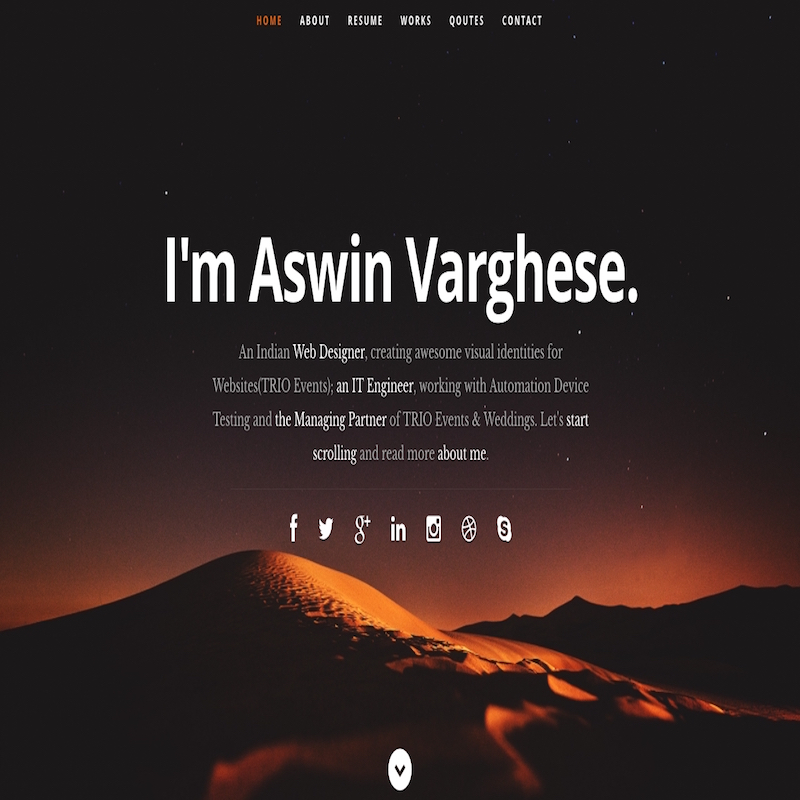 HOME ABOUT RESUME WORKS QOUTES CONTACT
I'm Aswin Varghese.
An Indian Web Designer, creating awesome visual identities for
Websites(TRIO Events); an IT Engineer, working with Automation Device
Testing and the Managing Partner of TRIO Events & Weddings. Let's start
scrolling and read more about me.